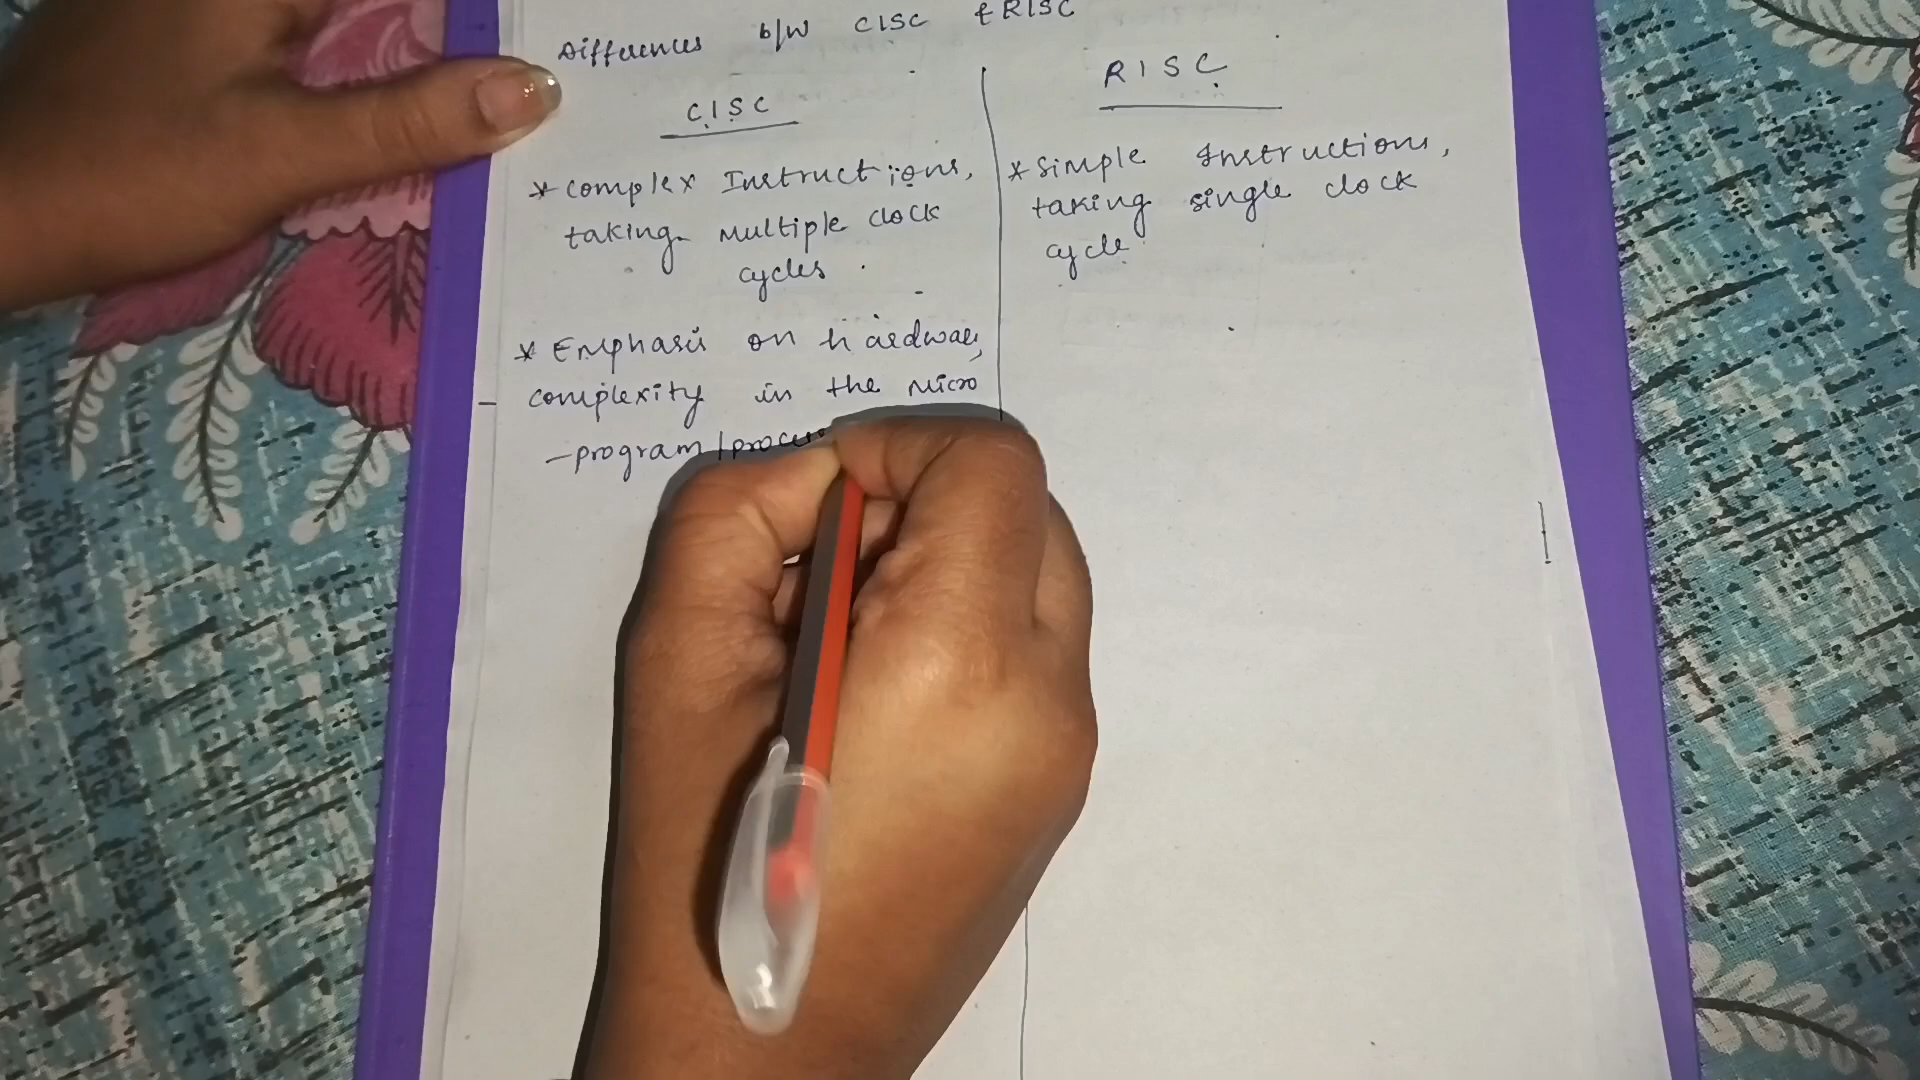 Differences b/w CISC & RISC
CISC
* Complex Instructions,
taking multiple clock
cycles.
* Emphasis on hardware,
complexity in the micro
-program/
RISC
* Simple Instructions,
taking single clock
cycle.